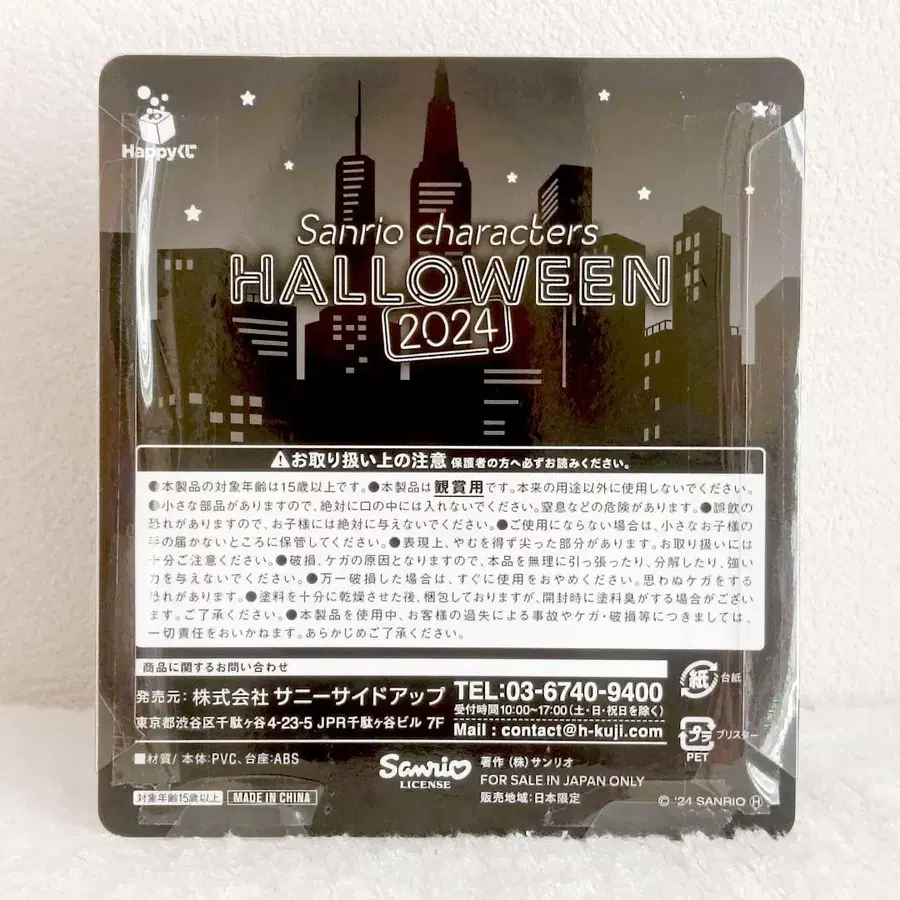 Happyくじ
Sanrio characters
HALLOWEEN
2024
⚠お取り扱い上の注意 保護者の方へ必ずお読みください。
●本製品の対象年齢は15歳以上です。●本製品は観賞用です。本来の用途以外に使用しないでください。
●小さな部品がありますので、絶対に口の中には入れないでください。窒息などの危険があります。●誤飲の
恐れがありますので、お子様には絶対に与えないでください。●ご使用にならない場合は、小さなお子様の
手の届かないところに保管してください。●表現上、やむを得ず尖った部分があります。お取り扱いには
十分ご注意ください。●破損、ケガの原因となりますので、本品を無理に引っ張ったり、分解したり、強い
力を与えないでください。●万一破損した場合は、すぐに使用をおやめください。思わぬケガをする
恐れがあります。●塗料を十分に乾燥させた後、梱包しておりますが、開封時に塗料臭がする場合がござい
ます。ご了承ください。●本製品を使用中、お客様の過失による事故やケガ・破損等につきましては、
一切責任をおいかねます。あらかじめご了承ください。
商品に関するお問い合わせ
発売元：株式会社 サニーサイドアップ
東京都渋谷区千駄ヶ谷4-23-5 JPR千駄ヶ谷ビル 7F
TEL:03-6740-9400
受付時間10:00〜17:00(土・日・祝日を除く)
Mail : contact@h-kuji.com
紙 台紙
プラ ブリスター
PET
■材質/ 本体:PVC、台座:ABS
対象年齢15歳以上 MADE IN CHINA
Sanrio
LICENSE
著作 (株)サンリオ
FOR SALE IN JAPAN ONLY
販売地域:日本限定
© '24 SANRIO Ⓗ